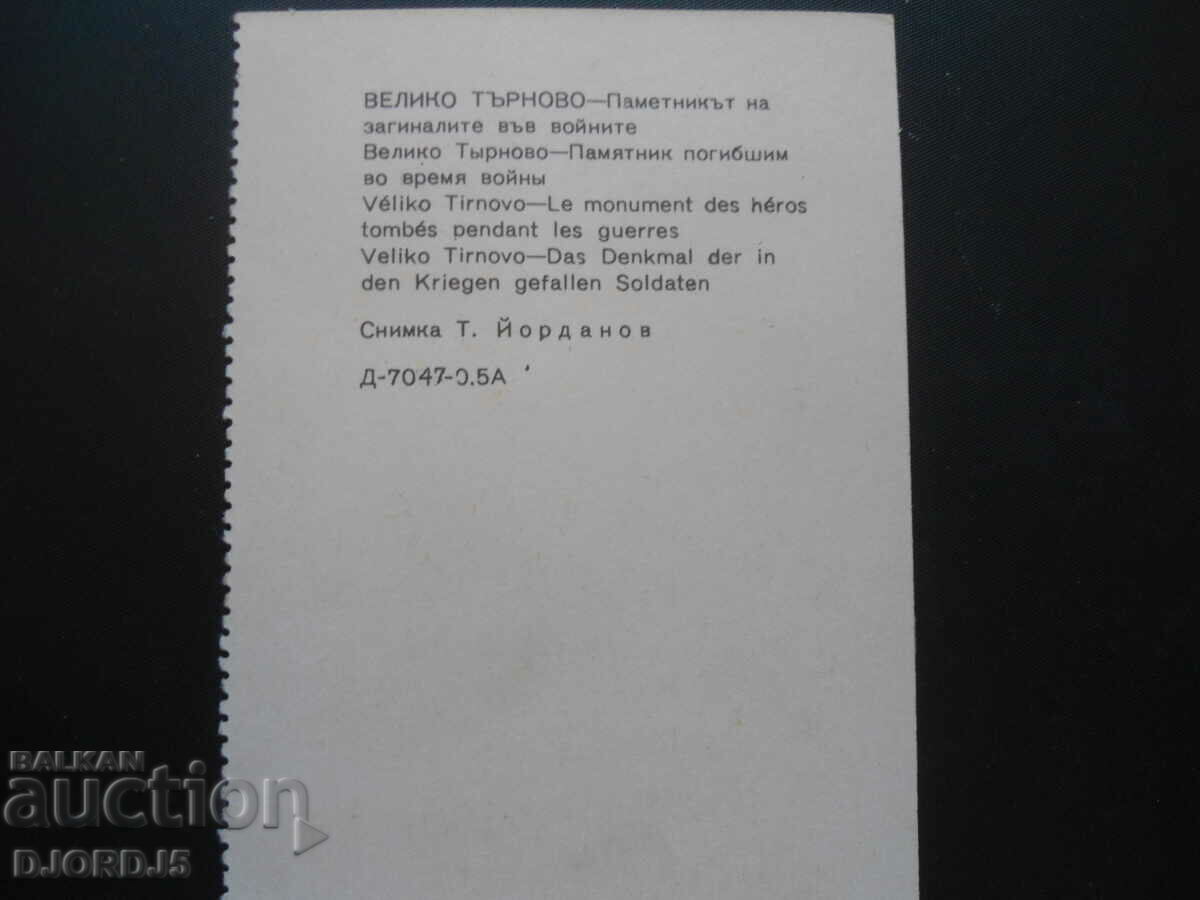 ВЕЛИКО ТЪРНОВО—Паметникът на
загиналите във войните
Велико Тырново—Памятник погибшим
во время войны
Véliko Tirnovo—Le monument des héros
tombés pendant les guerres
Veliko Tirnovo—Das Denkmal der in
den Kriegen gefallen Soldaten
Снимка Т. Йорданов
Д-7047-0.5А
BALKAN
auction
DJORDJ5